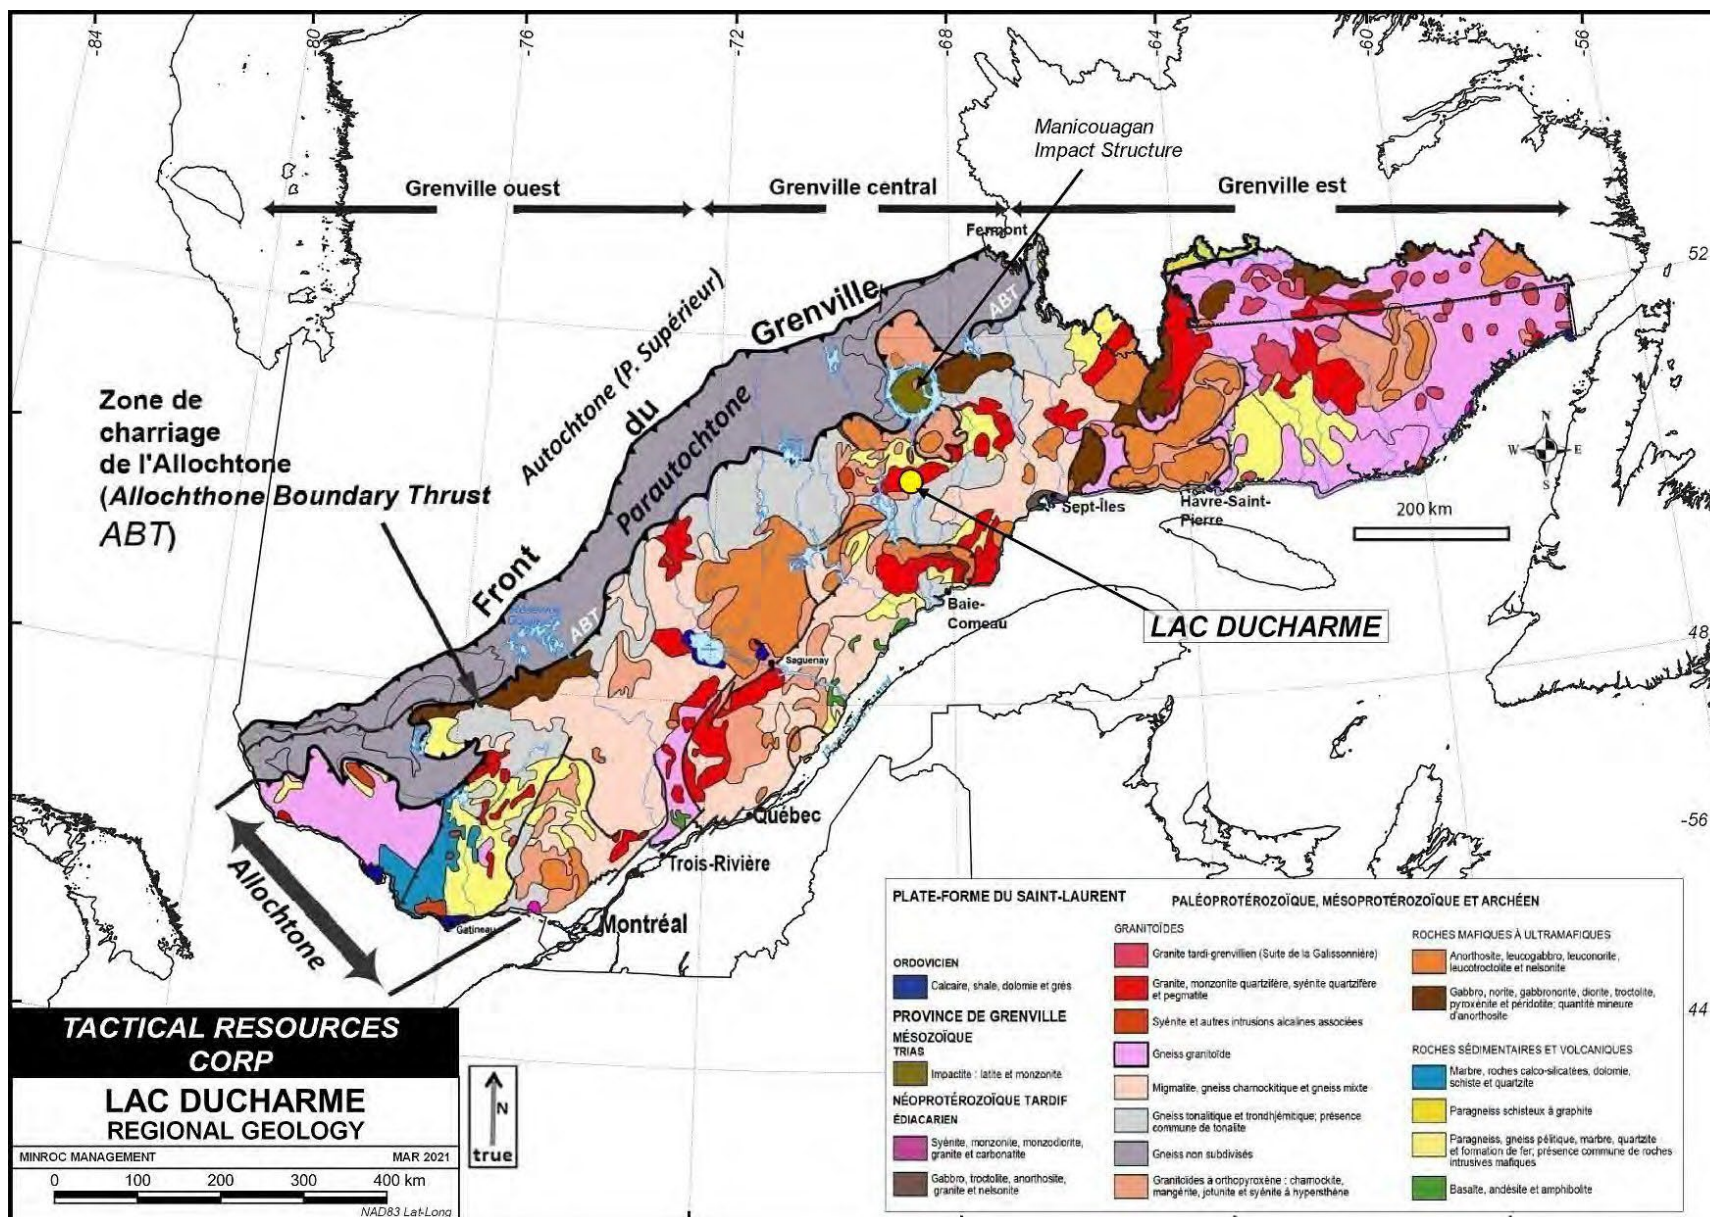 -84
-80
-76
-72
-68
-64
-60
-56
Manicouagan
Impact Structure
Grenville ouest
Grenville central
Grenville est
Fermont
52
Autochtone (P. Supérieur)
Front
du
Grenville
Parautochtone
ABT
ABT
Zone de
charriage
de l'Allochtone
(Allochthone Boundary Thrust
ABT)
N
W
E
S
200 km
Sept-Îles
Havre-Saint-
Pierre
LAC DUCHARME
Baie-
Comeau
48
Saguenay
Québec
-56
Trois-Rivière
Allochtone
Gatineau
Montréal
44
PLATE-FORME DU SAINT-LAURENT
ORDOVICIEN
Calcaire, shale, dolomie et grès
PROVINCE DE GRENVILLE
MÉSOZOÏQUE
TRIAS
Impactite : latite et monzonite
NÉOPROTÉROZOÏQUE TARDIF
ÉDIACARIEN
Syénite, monzonite, monzodiorite,
granite et carbonatite
Gabbro, troctolite, anorthosite,
granite et nelsonite
PALÉOPROTÉROZOÏQUE, MÉSOPROTÉROZOÏQUE ET ARCHÉEN
GRANITOÏDES
Granite tardi-grenvillien (Suite de la Galissonnière)
Granite, monzonite quartzifère, syénite quartzifère
et pegmatite
Syénite et autres intrusions alcalines associées
Gneiss granitoïde
Migmatite, gneiss charnockitique et gneiss mixte
Gneiss tonalitique et trondhjémitique; présence
commune de tonalite
Gneiss non subdivisés
Granitoïdes à orthopyroxène : charnockite,
mangérite, jotunite et syénite à hypersthène
ROCHES MAFIQUES À ULTRAMAFIQUES
Anorthosite, leucogabbro, leuconorite,
leucotroctolite et nelsonite
Gabbro, norite, gabbronorite, diorite, troctolite,
pyroxénite et péridotite; quantité mineure
d'anorthosite
ROCHES SÉDIMENTAIRES ET VOLCANIQUES
Marbre, roches calco-silicatées, dolomie,
schiste et quartzite
Paragneiss schisteux à graphite
Paragneiss, gneiss pélitique, marbre, quartzite
et formation de fer; présence commune de roches
intrusives mafiques
Basalte, andésite et amphibolite
TACTICAL RESOURCES
CORP
LAC DUCHARME
REGIONAL GEOLOGY
MINROC MANAGEMENT
MAR 2021
0 100 200 300 400 km
NAD83 Lat-Long
N
true